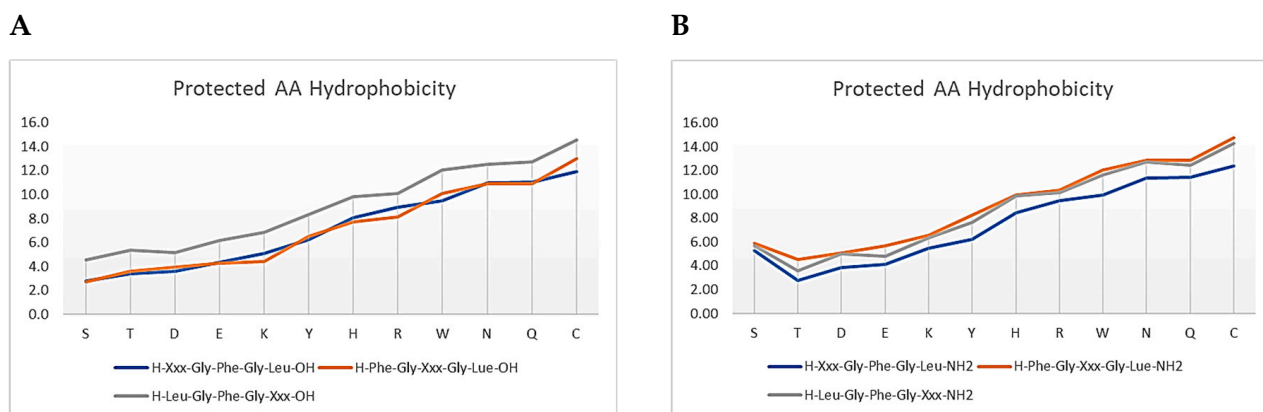 A
Protected AA Hydrophobicity
16.0
14.0
12.0
10.0
8.0
6.0
4.0
2.0
0.0
S T D E K Y H R W N Q C
H-Xxx-Gly-Phe-Gly-Leu-OH H-Phe-Gly-Xxx-Gly-Lue-OH
H-Leu-Gly-Phe-Gly-Xxx-OH
B
Protected AA Hydrophobicity
16.00
14.00
12.00
10.00
8.00
6.00
4.00
2.00
0.00
S T D E K Y H R W N Q C
H-Xxx-Gly-Phe-Gly-Leu-NH2 H-Phe-Gly-Xxx-Gly-Lue-NH2
H-Leu-Gly-Phe-Gly-Xxx-NH2